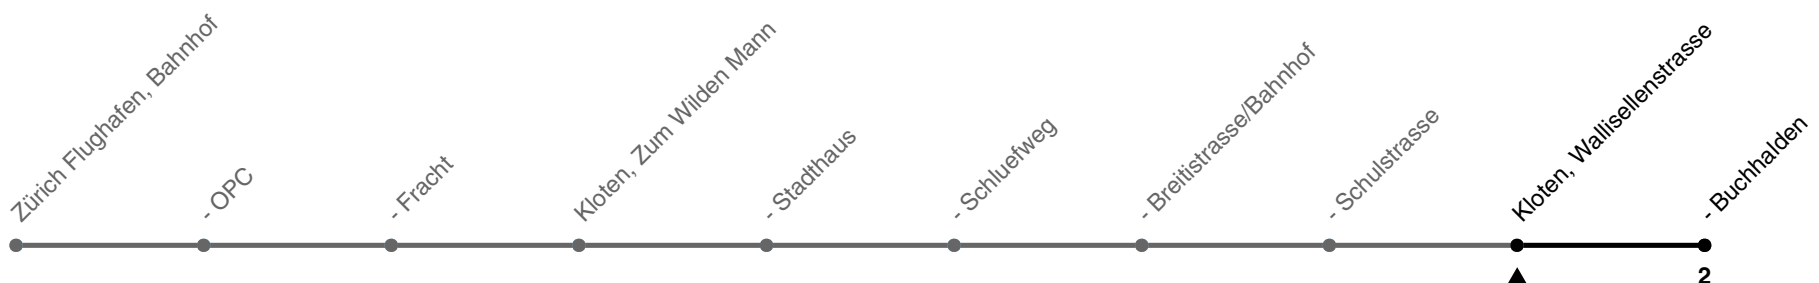 Zürich Flughafen, Bahnhof
- OPC
- Fracht
Kloten, Zum Wilden Mann
- Stadthaus
- Schluefweg
- Breitistrasse/Bahnhof
- Schulstrasse
Kloten, Wallisellenstrasse
- Buchhalden
2